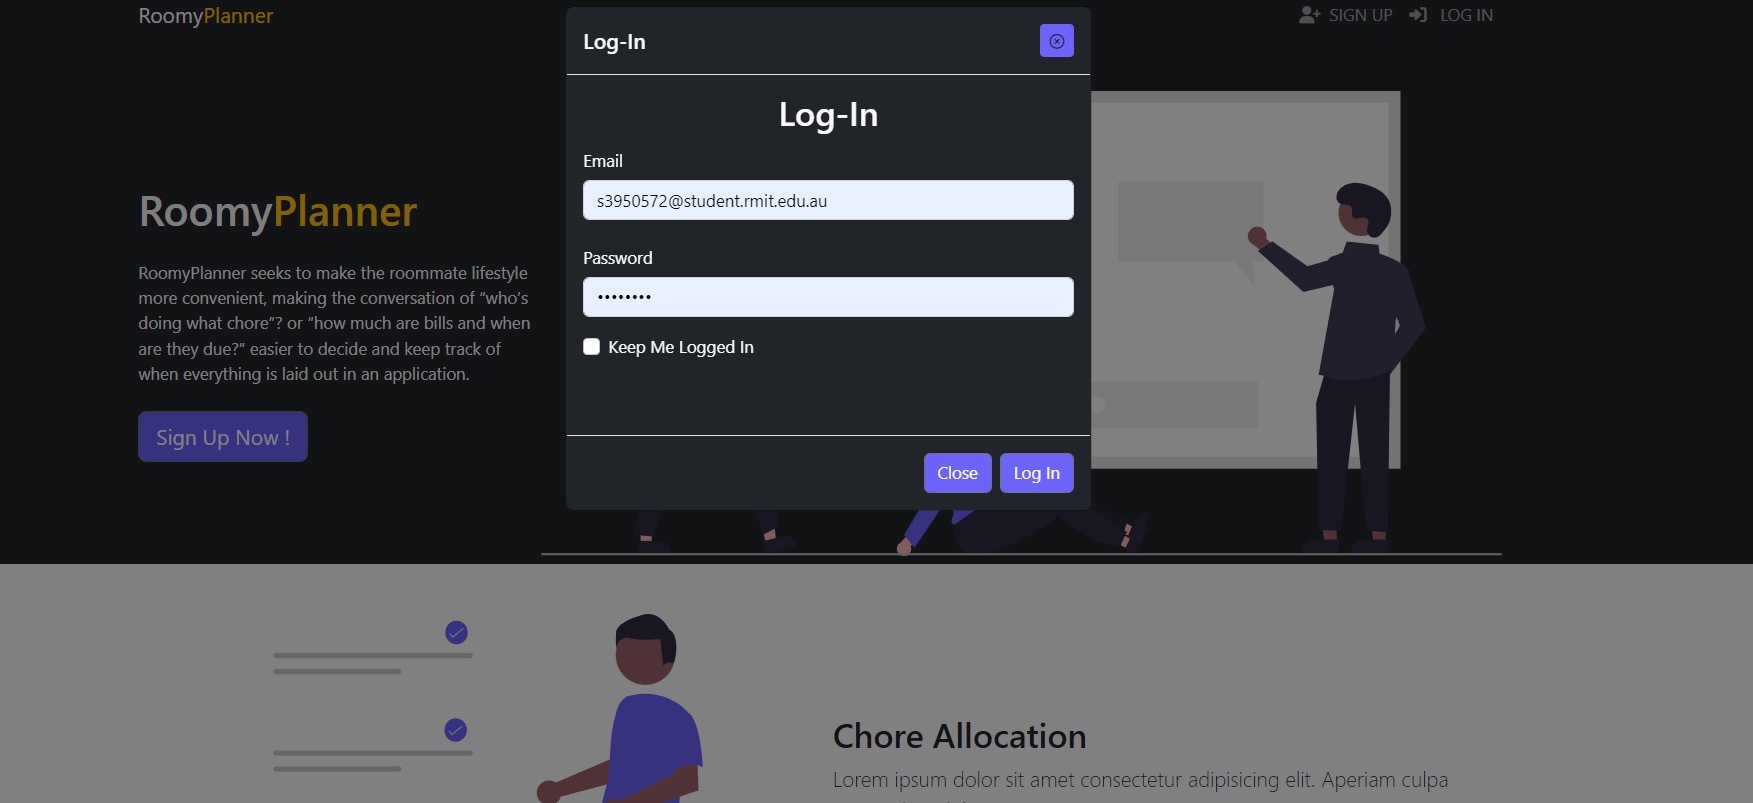 RoomyPlanner
SIGN UP
LOG IN
Log-In
Log-In
Email
s3950572@student.rmit.edu.au
Password
••••••••
Keep Me Logged In
Close
Log In
RoomyPlanner
RoomyPlanner seeks to make the roommate lifestyle
more convenient, making the conversation of “who’s
doing what chore”? or “how much are bills and when
are they due?” easier to decide and keep track of
when everything is laid out in an application.
Sign Up Now !
Chore Allocation
Lorem ipsum dolor sit amet consectetur adipisicing elit. Aperiam culpa